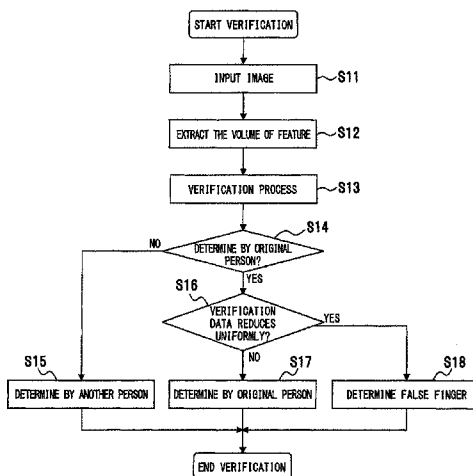 START VERIFICATION
INPUT IMAGE
S11
EXTRACT THE VOLUME OF FEATURE
S12
VERIFICATION PROCESS
S13
S14
NO
DETERMINE BY ORIGINAL
PERSON?
YES
S16
VERIFICATION
DATA REDUCES
UNIFORMLY?
YES
NO
S15
S17
S18
DETERMINE BY ANOTHER PERSON
DETERMINE BY ORIGINAL PERSON
DETERMINE FALSE FINGER
END VERIFICATION